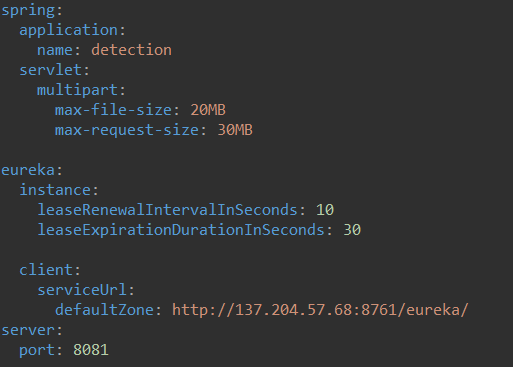 spring:
  application:
    name: detection
  servlet:
    multipart:
      max-file-size: 20MB
      max-request-size: 30MB

eureka:
  instance:
    leaseRenewalIntervalInSeconds: 10
    leaseExpirationDurationInSeconds: 30

  client:
    serviceUrl:
      defaultZone: http://137.204.57.68:8761/eureka/
server:
  port: 8081